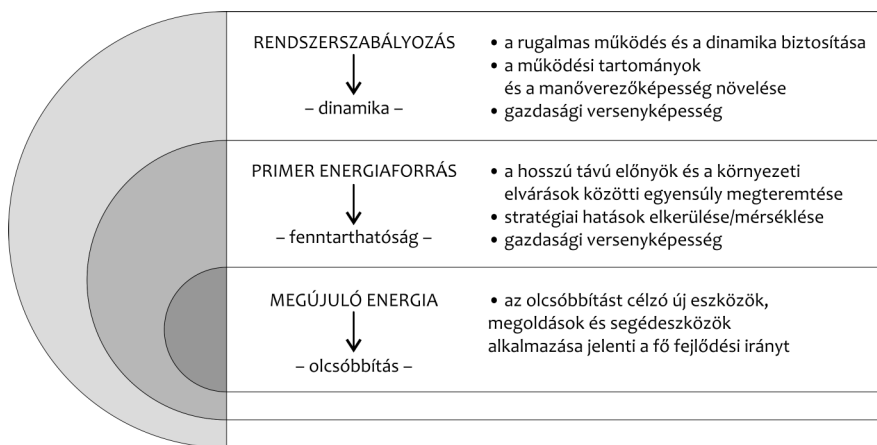 RENDSZERSZABÁLYOZÁS
– dinamika –
• a rugalmas működés és a dinamika biztosítása
• a működési tartományok
és a manőverezőképesség növelése
• gazdasági versenyképesség
PRIMER ENERGIAFORRÁS
– fenntarthatóság –
• a hosszú távú előnyök és a környezeti
elvárások közötti egyensúly megteremtése
• stratégiai hatások elkerülése/mérséklése
• gazdasági versenyképesség
MEGÚJULÓ ENERGIA
– olcsóbbítás –
• az olcsóbbítást célzó új eszközök,
megoldások és segédeszközök
alkalmazása jelenti a fő fejlődési irányt